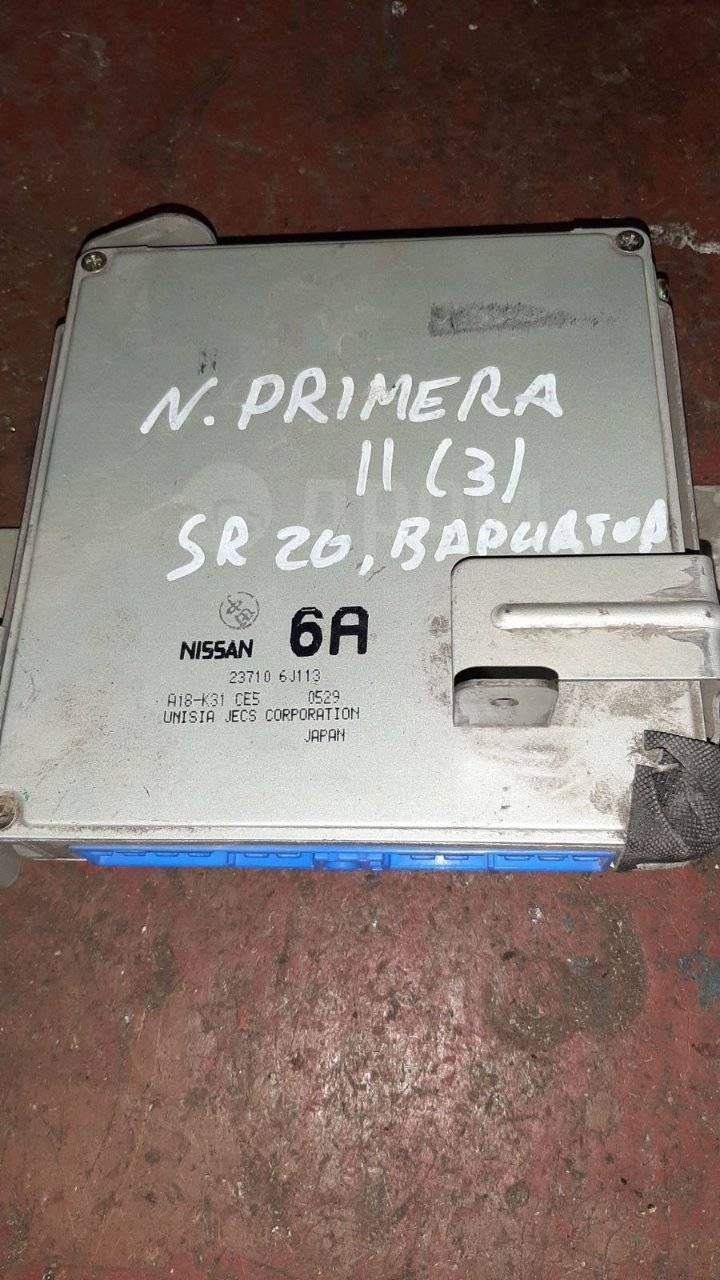 N. PRIMERA
11 (3)
SR 20, ВАРИАТОР
NISSAN 6A
23710 6J113
A18-K31 CE5 0529
UNISIA JECS CORPORATION
JAPAN